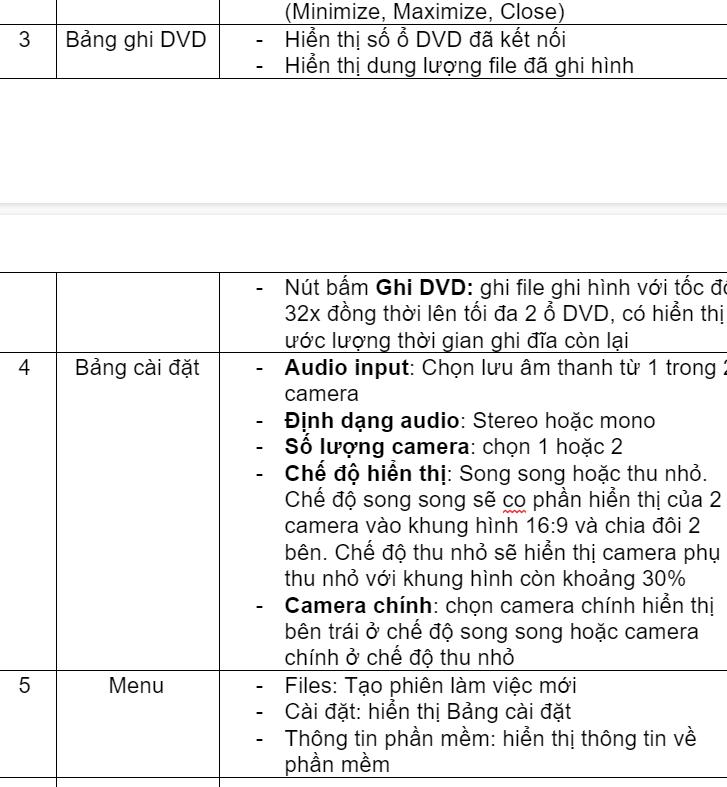 (Minimize, Maximize, Close)
3 Bảng ghi DVD - Hiển thị số ổ DVD đã kết nối
- Hiển thị dung lượng file đã ghi hình
- Nút bấm Ghi DVD: ghi file ghi hình với tốc độ
32x đồng thời lên tối đa 2 ổ DVD, có hiển thị
ước lượng thời gian ghi đĩa còn lại
4 Bảng cài đặt - Audio input: Chọn lưu âm thanh từ 1 trong 2
camera
- Định dạng audio: Stereo hoặc mono
- Số lượng camera: chọn 1 hoặc 2
- Chế độ hiển thị: Song song hoặc thu nhỏ.
Chế độ song song sẽ co phần hiển thị của 2
camera vào khung hình 16:9 và chia đôi 2
bên. Chế độ thu nhỏ sẽ hiển thị camera phụ
thu nhỏ với khung hình còn khoảng 30%
- Camera chính: chọn camera chính hiển thị
bên trái ở chế độ song song hoặc camera
chính ở chế độ thu nhỏ
5 Menu - Files: Tạo phiên làm việc mới
- Cài đặt: hiển thị Bảng cài đặt
- Thông tin phần mềm: hiển thị thông tin về
phần mềm